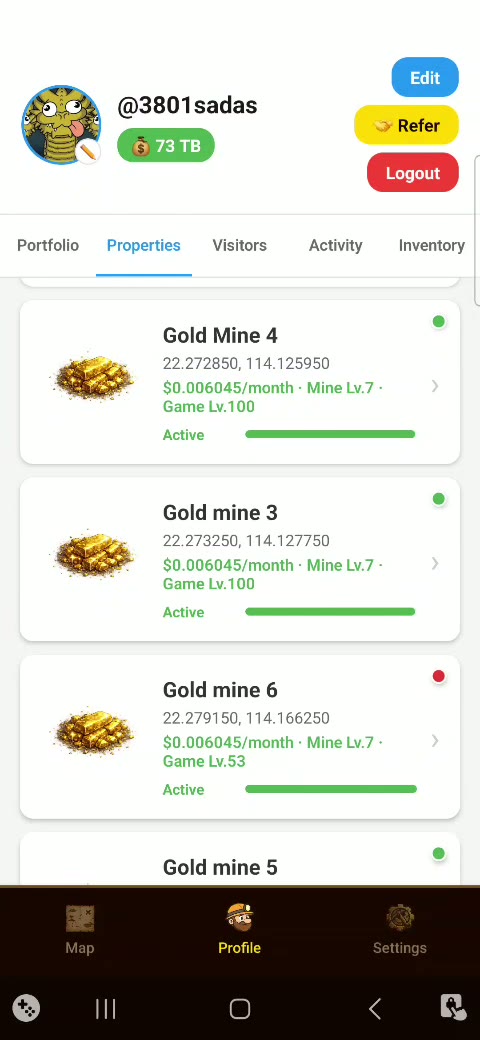 @3801sadas
💰 73 TB
Edit
🤝 Refer
Logout
Portfolio
Properties
Visitors
Activity
Inventory
Gold Mine 4
22.272850, 114.125950
$0.006045/month · Mine Lv.7 ·
Game Lv.100
Active
Gold mine 3
22.273250, 114.127750
$0.006045/month · Mine Lv.7 ·
Game Lv.100
Active
Gold mine 6
22.279150, 114.166250
$0.006045/month · Mine Lv.7 ·
Game Lv.53
Active
Gold mine 5
Map
Profile
Settings